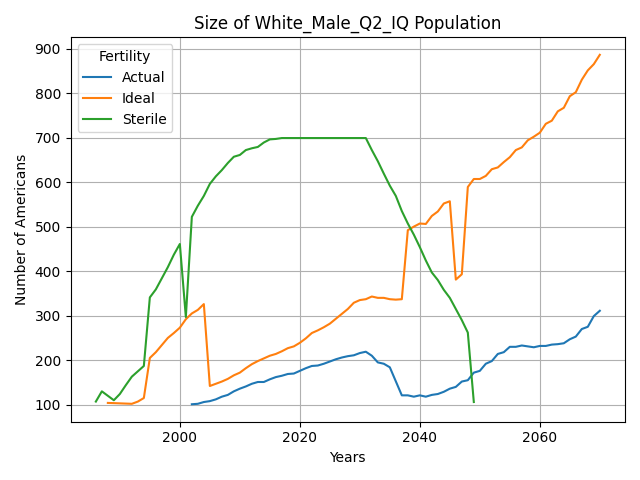 Size of White_Male_Q2_IQ Population
Number of Americans
900
800
700
600
500
400
300
200
100
Fertility
Actual
Ideal
Sterile
2000
2020
2040
2060
Years